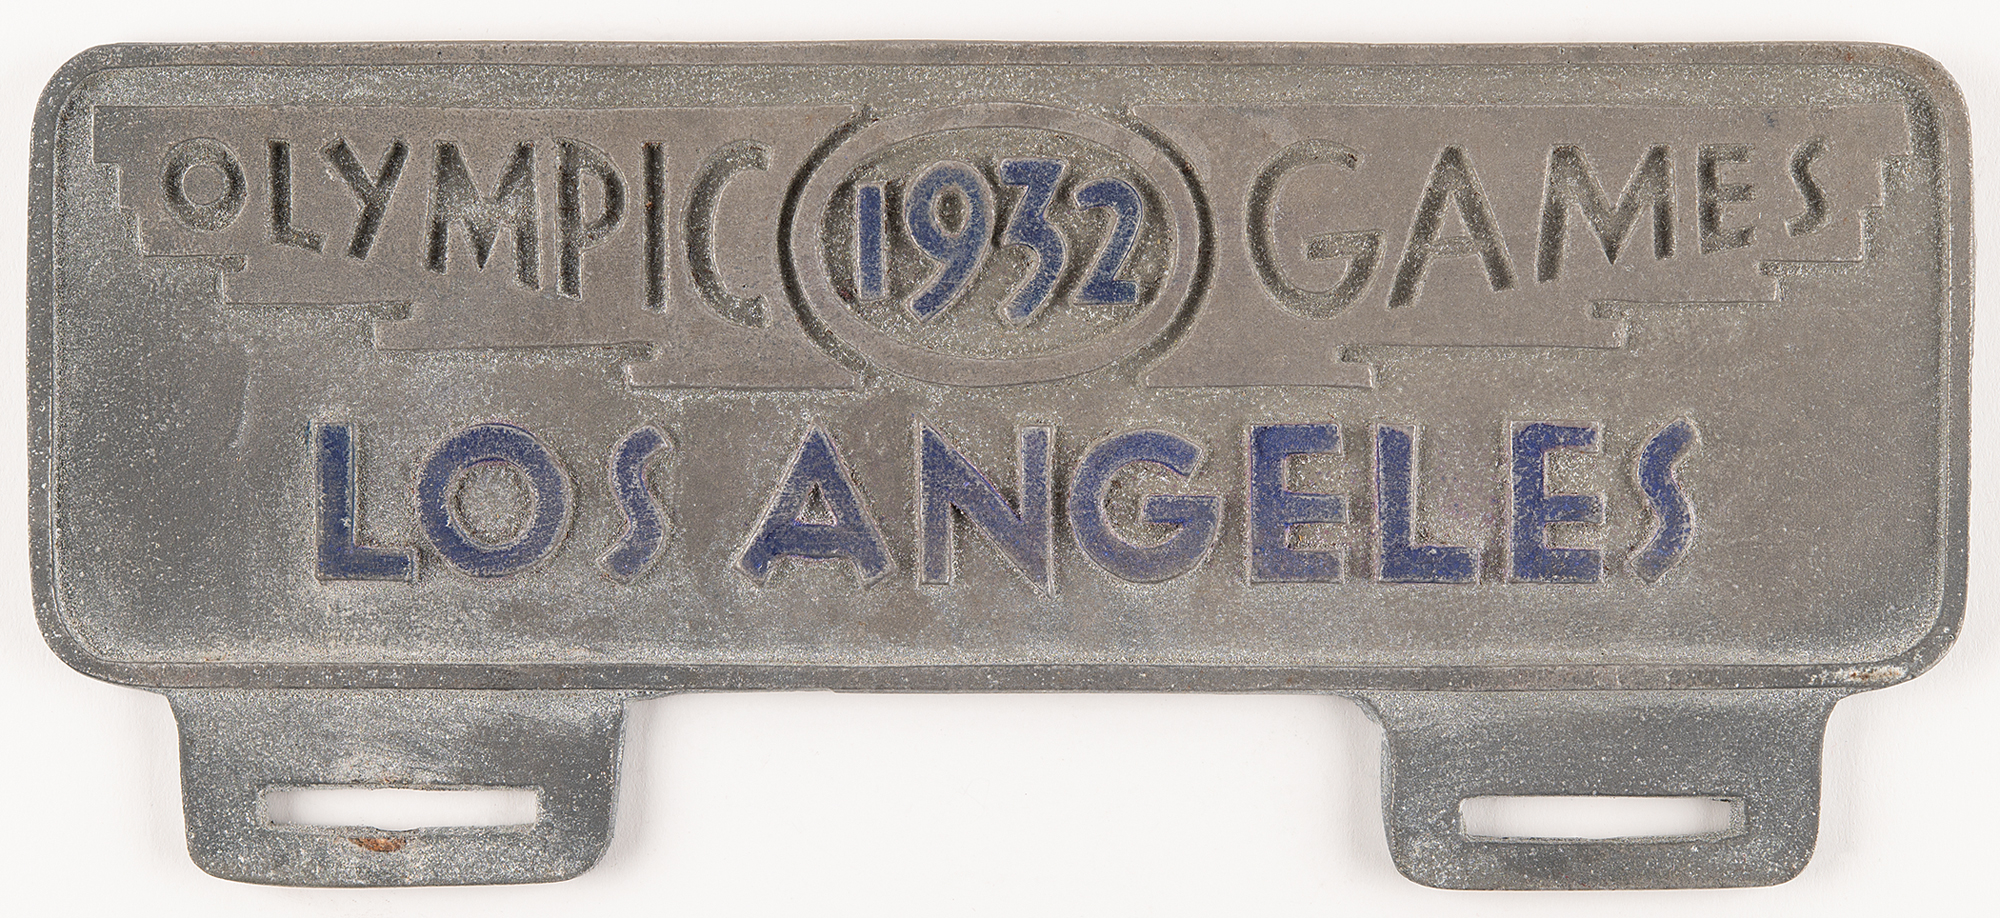 OLYMPIC 1932 GAMES
LOS ANGELES